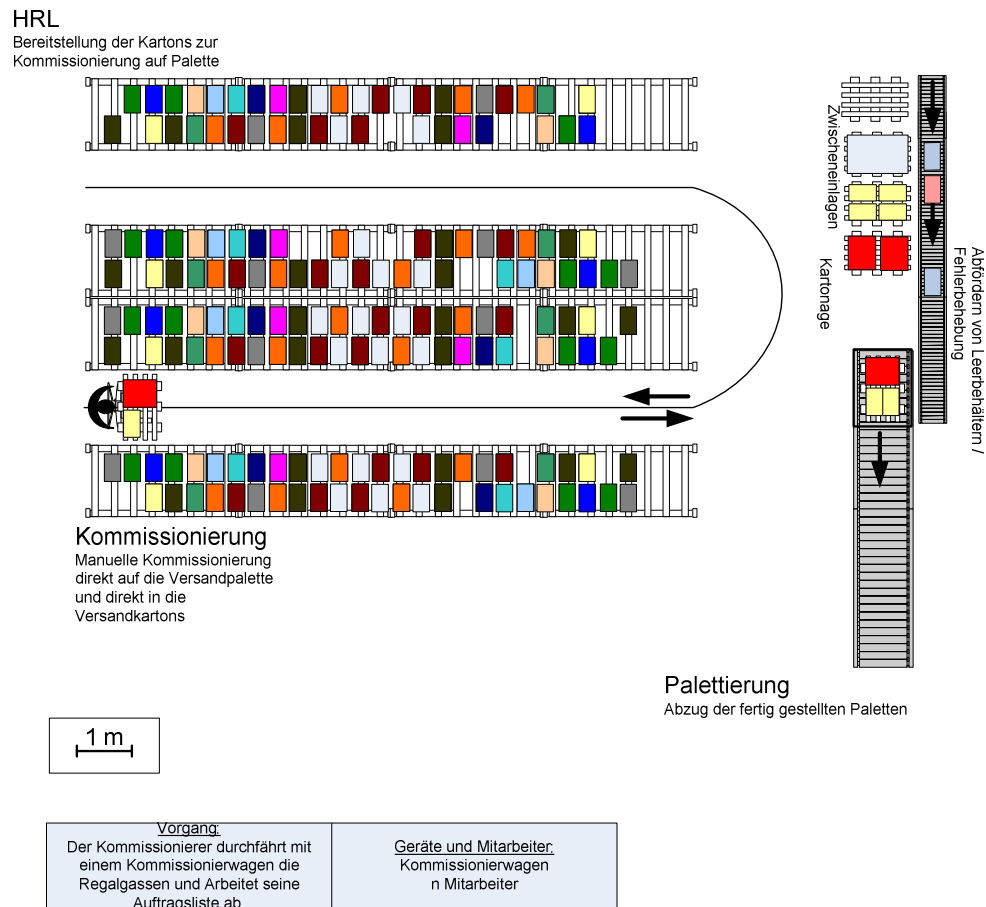 HRL
Bereitstellung der Kartons zur
Kommissionierung auf Palette
Zwischeneinlagen
Kartonage
Abfördern von Leerbehältern /
Fehlerbehebung
Kommissionierung
Manuelle Kommissionierung
direkt auf die Versandpalette
und direkt in die
Versandkartons
Palettierung
Abzug der fertig gestellten Paletten
1 m
Vorgang:
Der Kommissionierer durchfährt mit
einem Kommissionierwagen die
Regalgassen und Arbeitet seine
Auftragsliste ab
Geräte und Mitarbeiter:
Kommissionierwagen
n Mitarbeiter